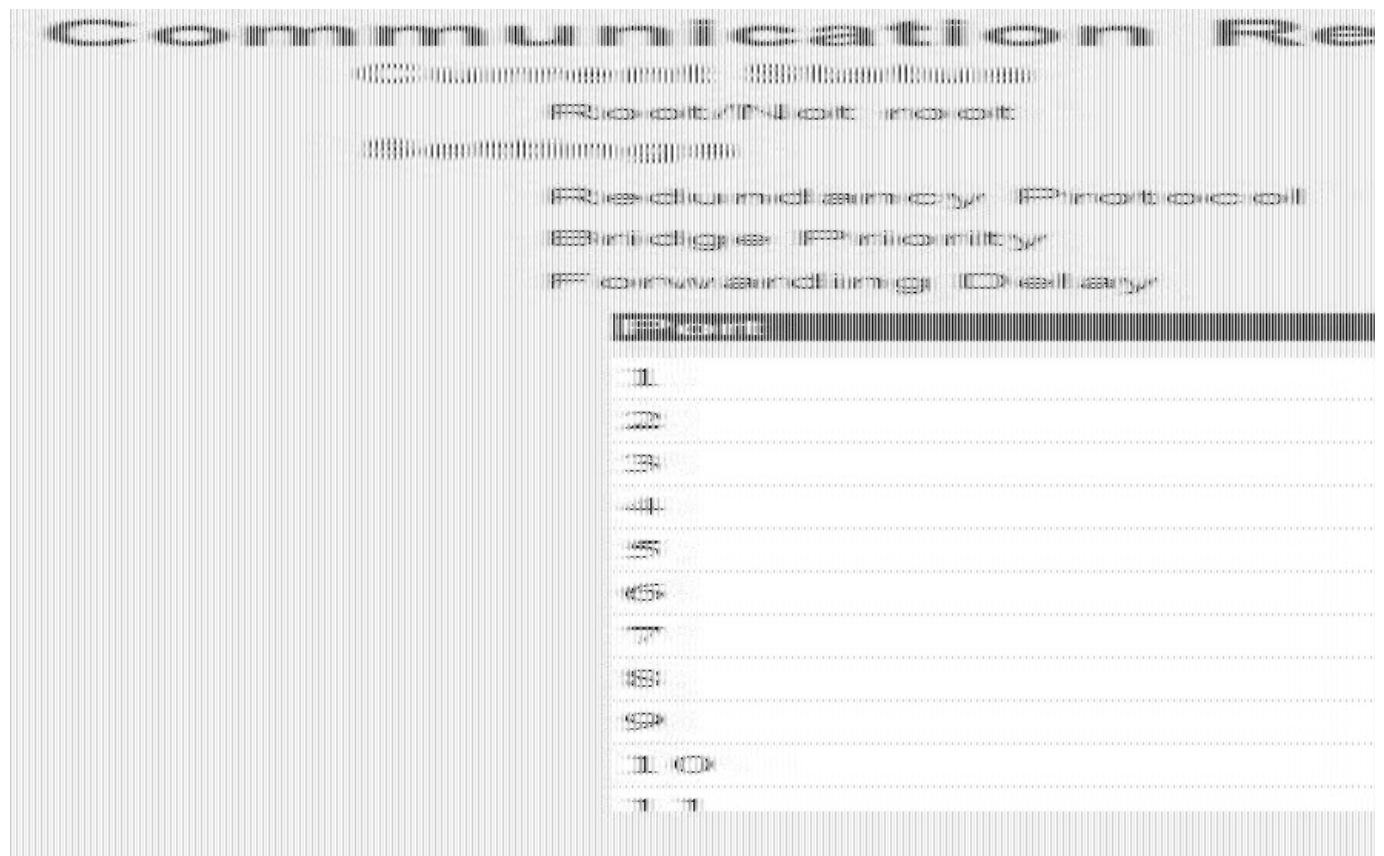 Communication Re
Current Status
Root/Not root
Settings
Redundancy Protocol
Bridge Priority
Forwarding Delay
Port
1
2
3
4
5
6
7
8
9
10
11